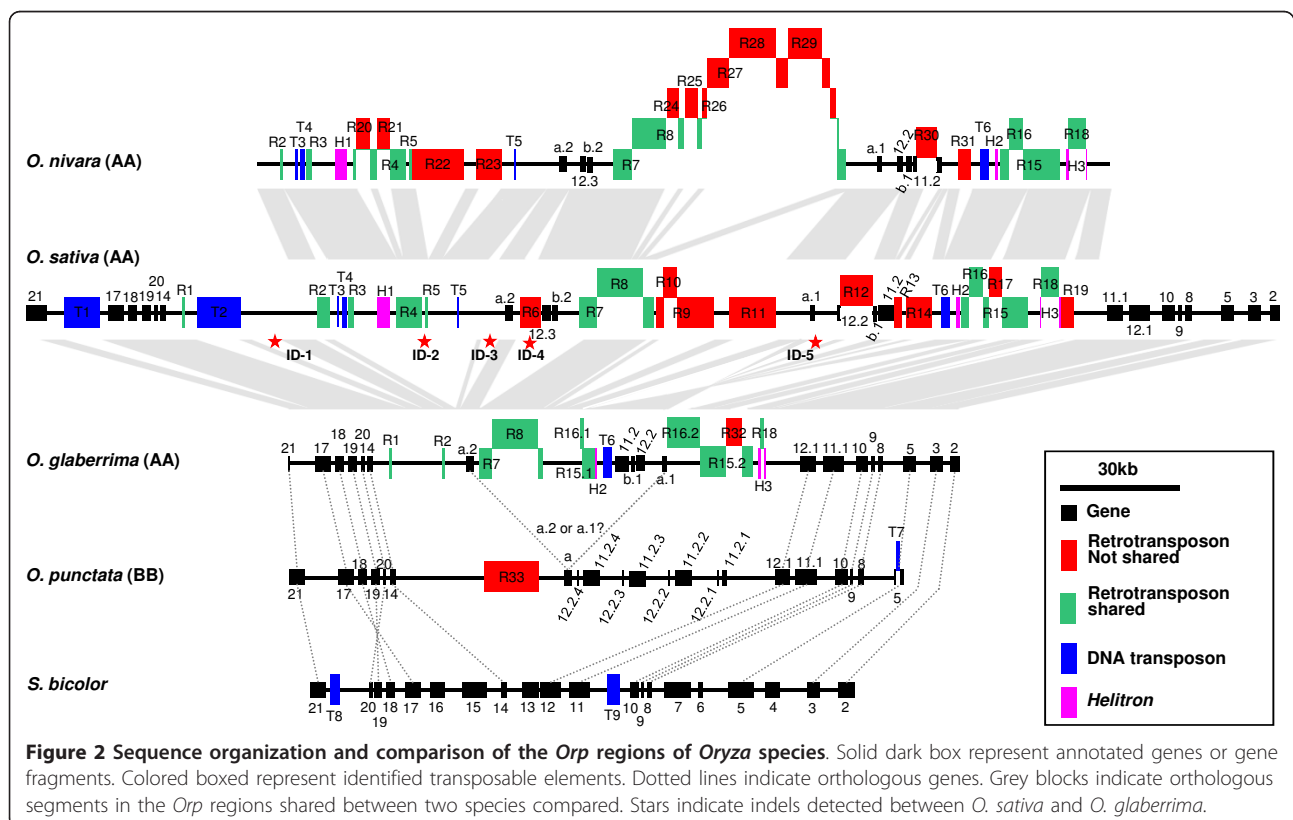 R28 R29
R27
R25
R24 R26
R20 R21 R8 12.2 R30 T6 R16 R18
T4
R2 T3 R3 H1 R5 T5 a.2 b.2 a.1 R31 H2
O. nivara (AA) R4 R22 R23 12.3 R7 b.1 11.2 R15 H3
O. sativa (AA)
20 T4 R8 R10 R12 11.2 R13 R16 R17 R18
21 17 18 19 14 R1 R2 T3 R3 H1 R5 T5 a.2 b.2 a.1 T6 H2 R19 11.1 10 8 5 3 2
T1 T2 R4 R6 R7 R9 R11 R14 R15 H3
12.3 12.2 b.1 12.1 9
ID-1 ID-2 ID-3 ID-4 ID-5
R8 R16.1 T6 11.2 12.2 R16.2 R32 R18
21 17 18 19 20 14 R1 R2 a.2 12.1 11.1 10 9 8 5 3 2
O. glaberrima (AA) R7 R15.1 H2 b.1 a.1 R15.2 H3
30kb
a.2 or a.1? Gene
T7
18 20 a 11.2.4 11.2.3 11.2.2 11.2.1 12.1 11.1 10 8 Retrotransposon
Not shared
O. punctata (BB) R33
21 17 19 14 12.2.4 12.2.3 12.2.2 12.2.1 9 5 Retrotransposon
shared
DNA transposon
S. bicolor
21 T8 20 19 18 17 16 15 14 13 12 11 T9 10 9 8 7 6 5 4 3 2
Helitron
Figure 2 Sequence organization and comparison of the Orp regions of Oryza species. Solid dark box represent annotated genes or gene
fragments. Colored boxed represent identified transposable elements. Dotted lines indicate orthologous genes. Grey blocks indicate orthologous
segments in the Orp regions shared between two species compared. Stars indicate indels detected between O. sativa and O. glaberrima.